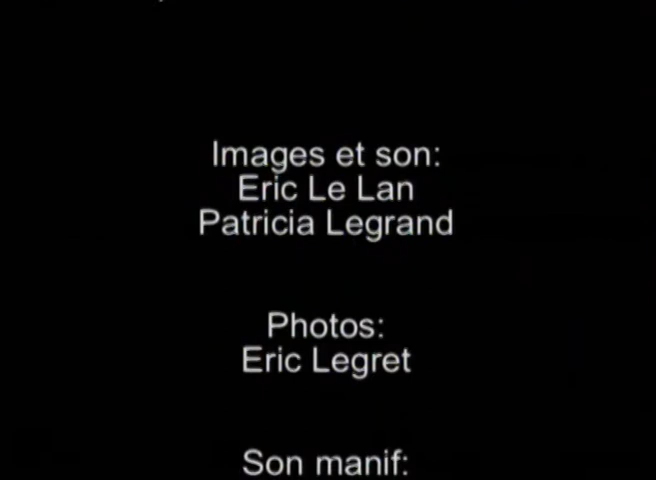 Images et son:
Eric Le Lan
Patricia Legrand
Photos:
Eric Legret
Son manif: